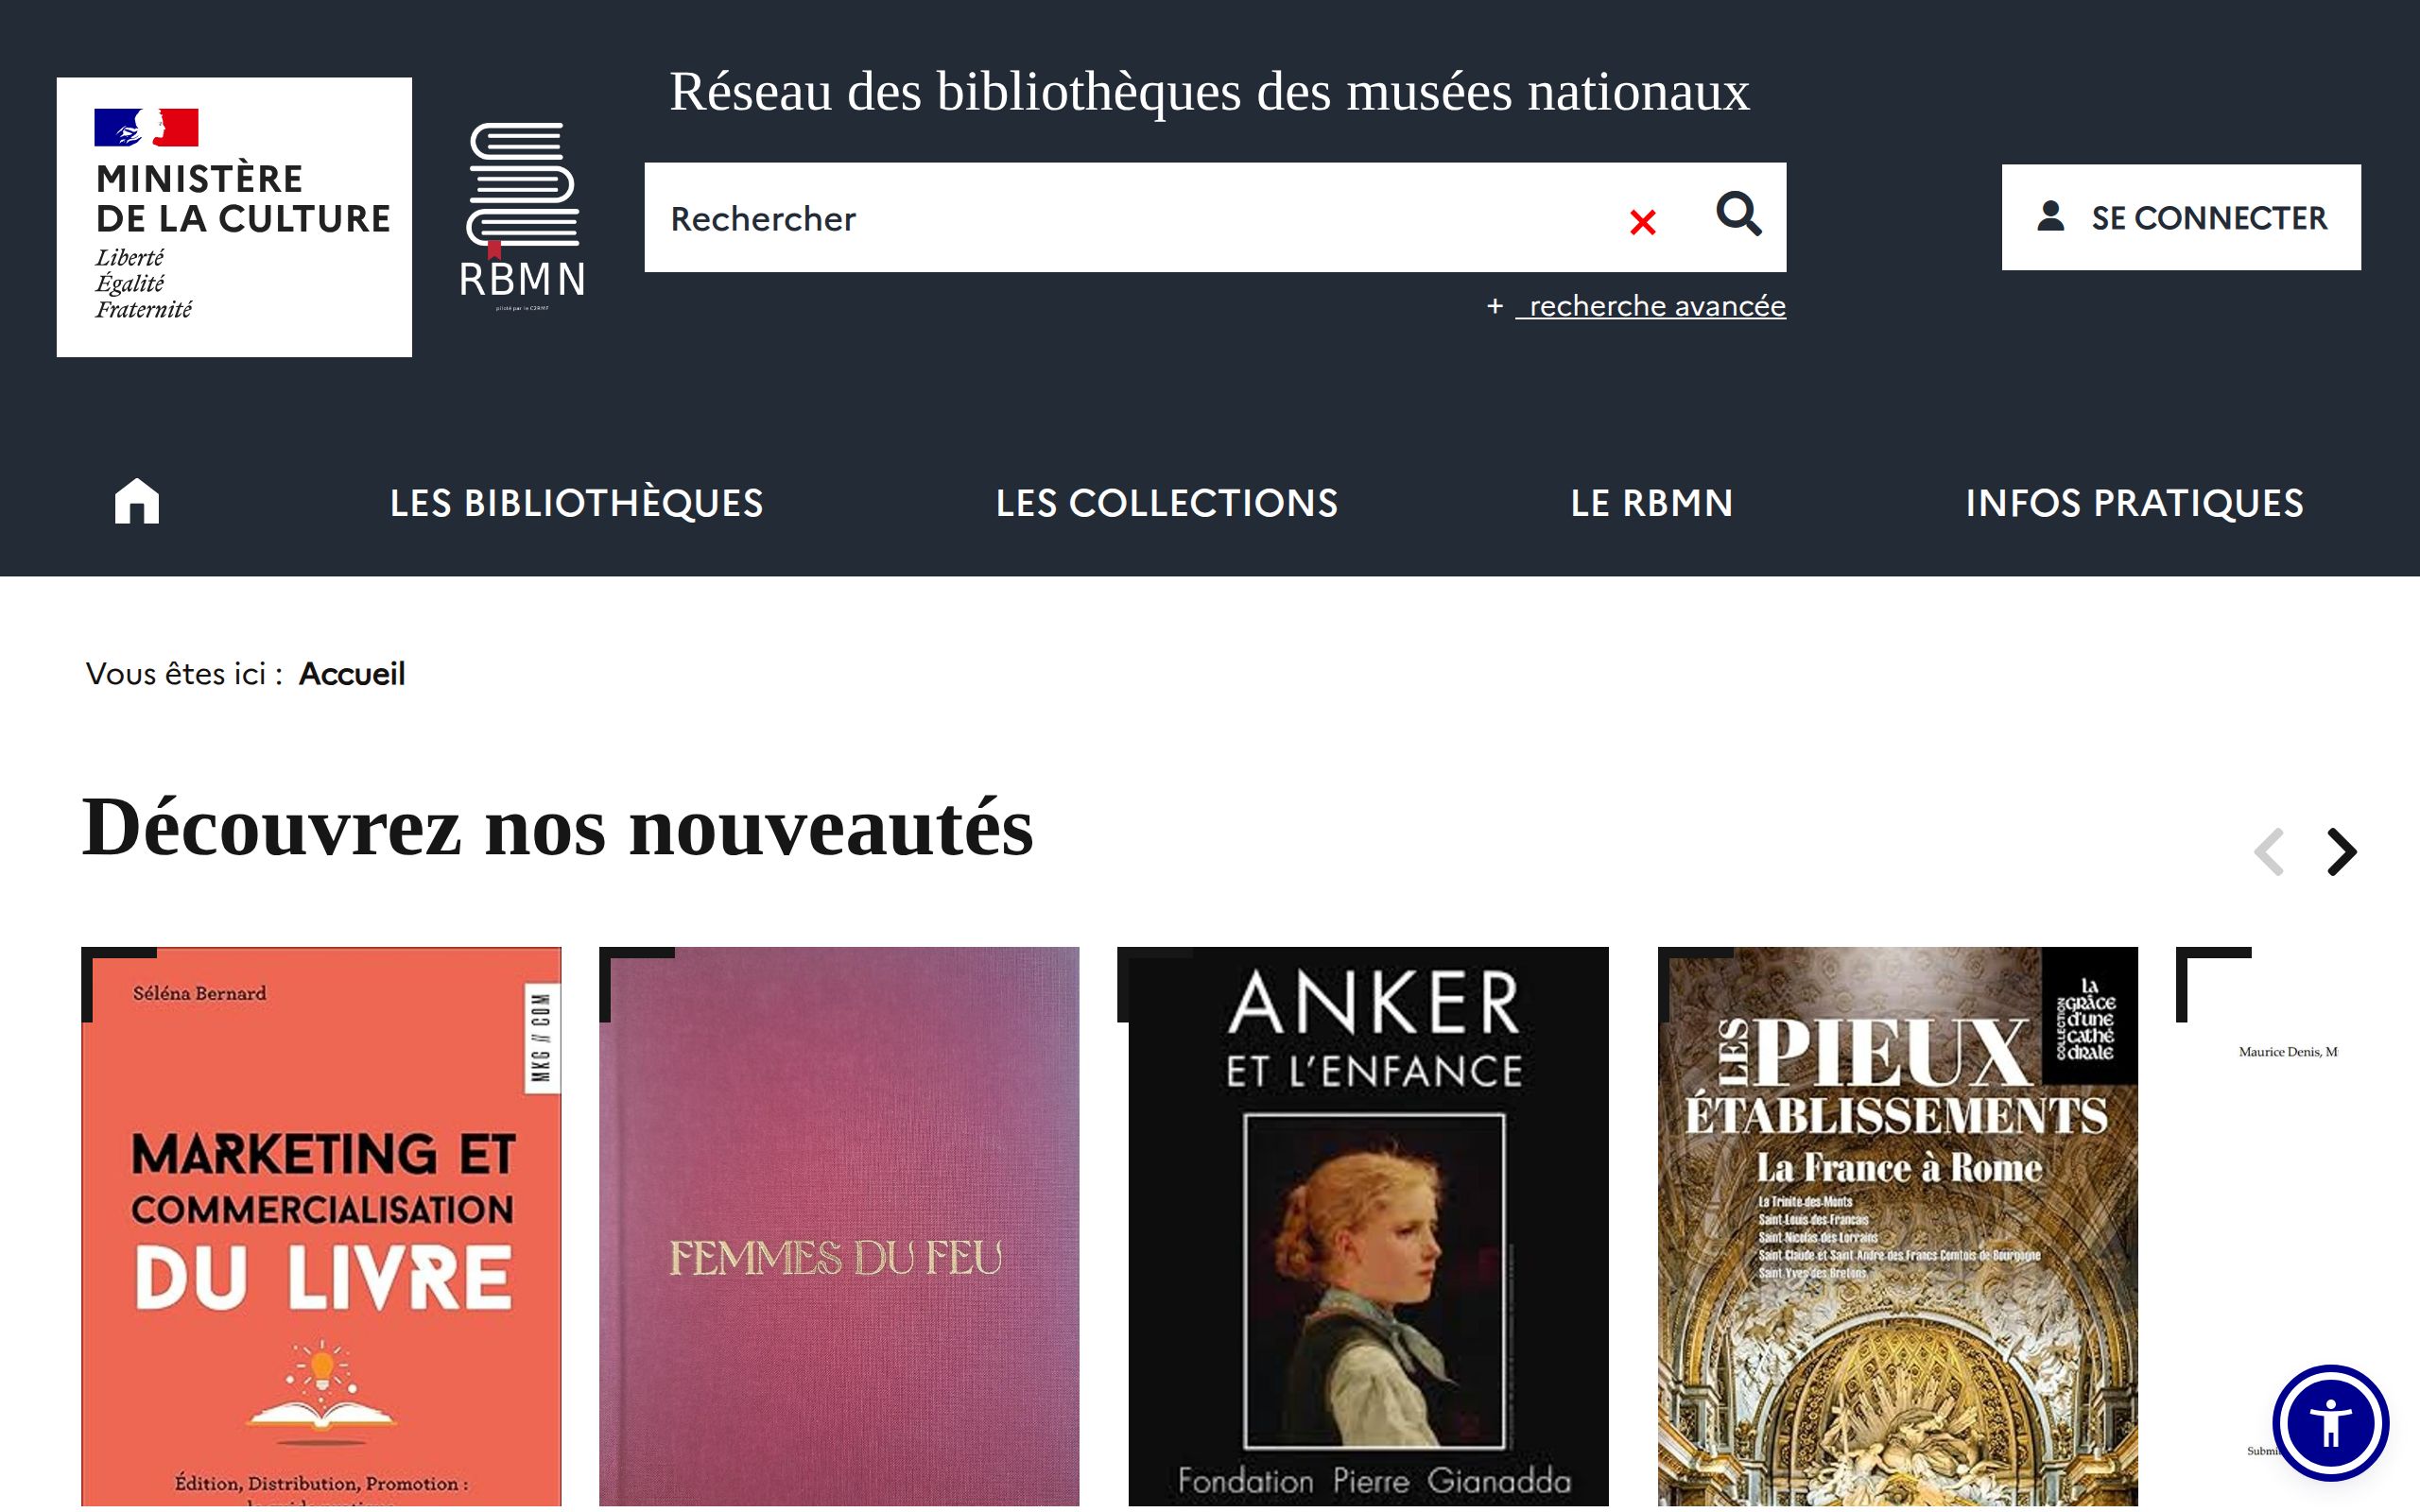 Réseau des bibliothèques des musées nationaux
MINISTÈRE
DE LA CULTURE
Liberté
Égalité
Fraternité
RBMN
piloté par le C2RMF
Rechercher
SE CONNECTER
+ recherche avancée
LES BIBLIOTHÈQUES
LES COLLECTIONS
LE RBMN
INFOS PRATIQUES
Vous êtes ici : Accueil
Découvrez nos nouveautés
Séléna Bernard
MKG // COM
MARKETING ET
COMMERCIALISATION
DU LIVRE
Édition, Distribution, Promotion :
FEMMES DU FEU
ANKER
ET L'ENFANCE
Fondation Pierre Gianadda
COLLECTION
la
grâce
d'une
cathé
drale
LES PIEUX
ÉTABLISSEMENTS
La France à Rome
La Trinité-des-Monts
Saint-Louis-des-Français
Saint-Nicolas-des-Lorrains
Saint-Claude-et-Saint-André-des-Francs-Comtois-de-Bourgogne
Saint-Yves-des-Bretons
Maurice Denis, M